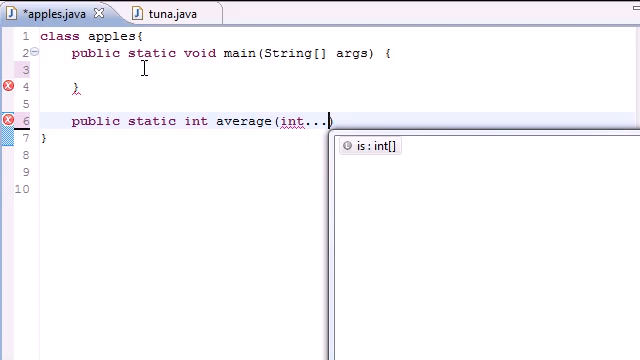 *apples.java tuna.java
1 class apples{
2 public static void main(String[] args) {
3
4 }
5
6 public static int average(int...)
is : int[]
7 }
8
9
10